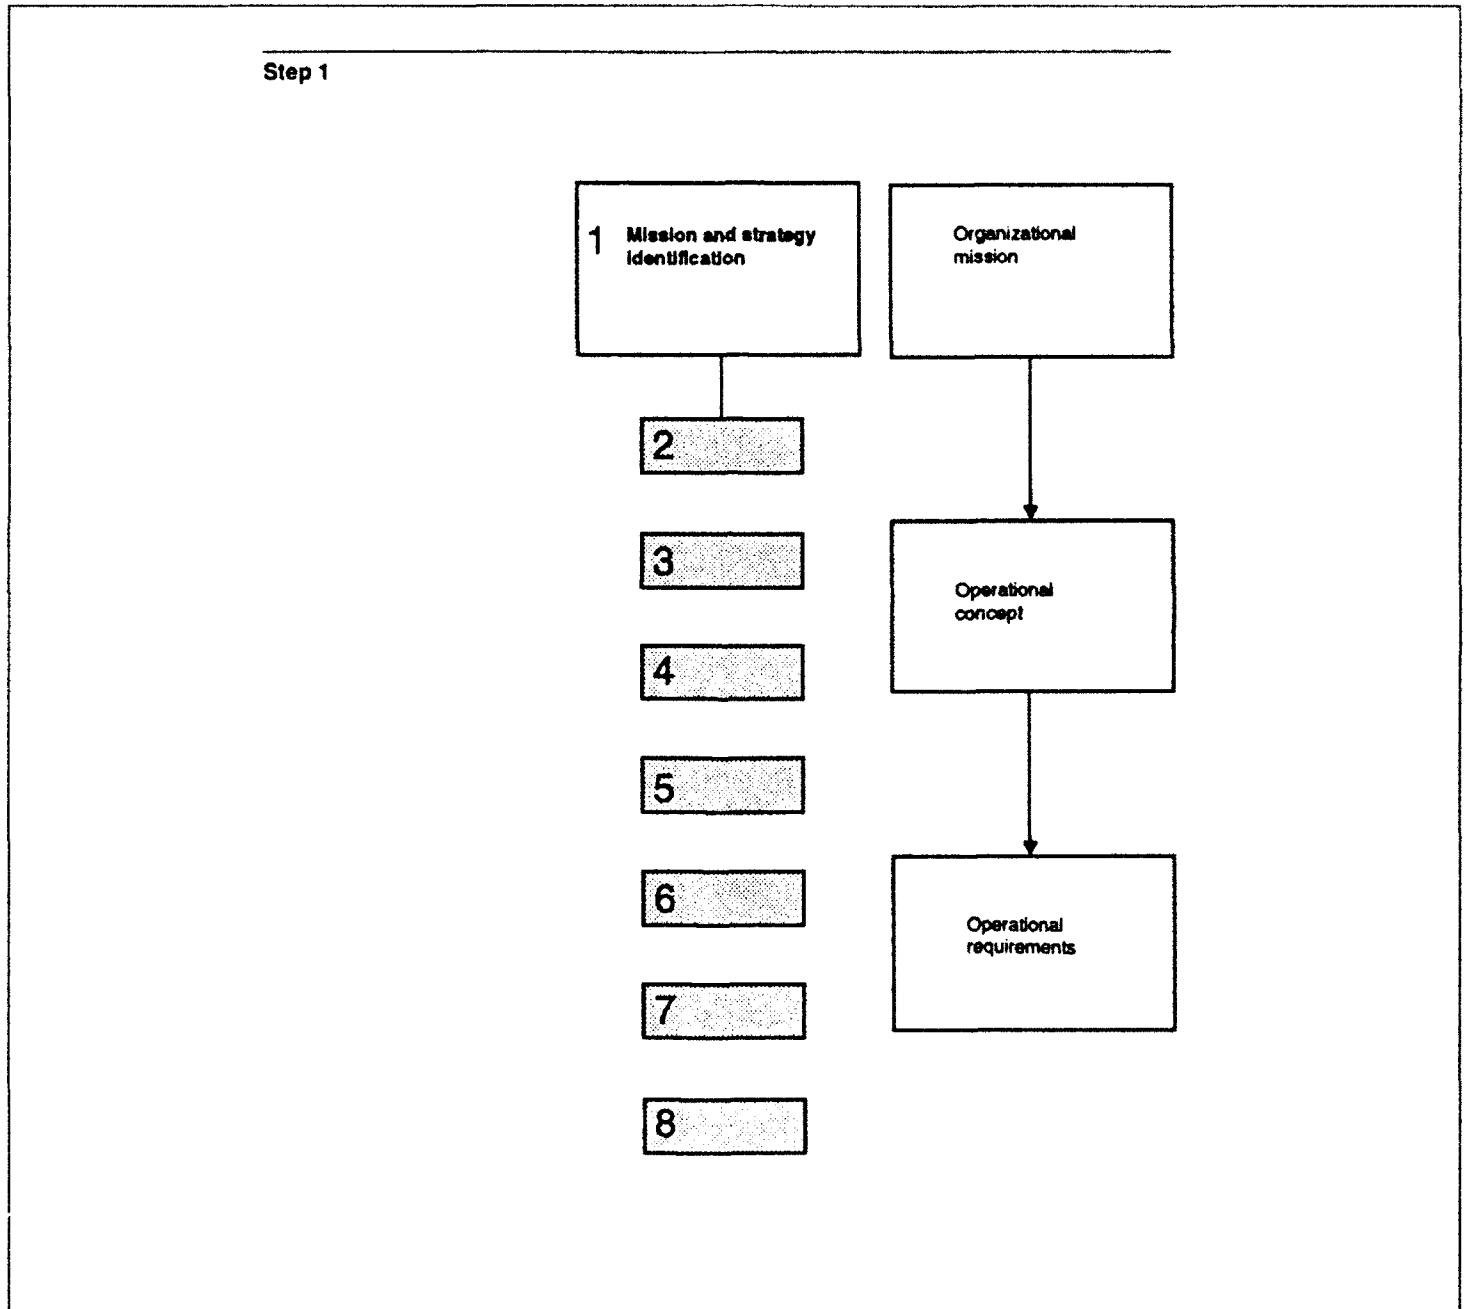 Step 1
1 Mission and strategy
identification
Organizational
mission
2
3
Operational
concept
4
5
6
Operational
requirements
7
8